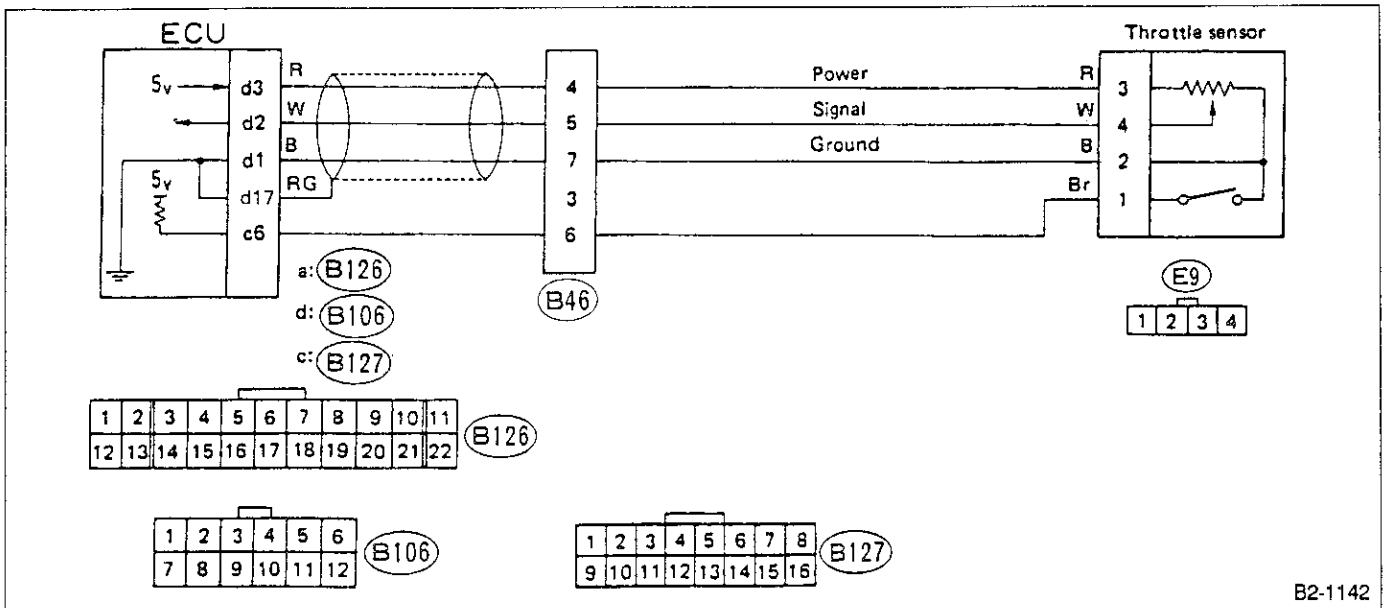 ECU
Throttle sensor
5v d3 R 4 Power R 3
d2 W 5 Signal W 4
d1 B 7 Ground B 2
5v d17 RG 3 Br 1
c6 6
a: B126
d: B106
c: B127
B46
E9
1 2 3 4
1 2 3 4 5 6 7 8 9 10 11
12 13 14 15 16 17 18 19 20 21 22
B126
1 2 3 4 5 6
7 8 9 10 11 12
B106
1 2 3 4 5 6 7 8
9 10 11 12 13 14 15 16
B127
B2-1142